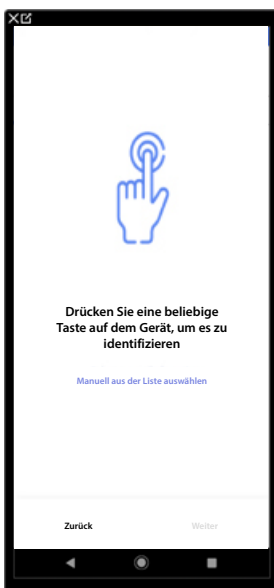 Drücken Sie eine beliebige
Taste auf dem Gerät, um es zu
identifizieren
Manuell aus der Liste auswählen
Zurück
Weiter